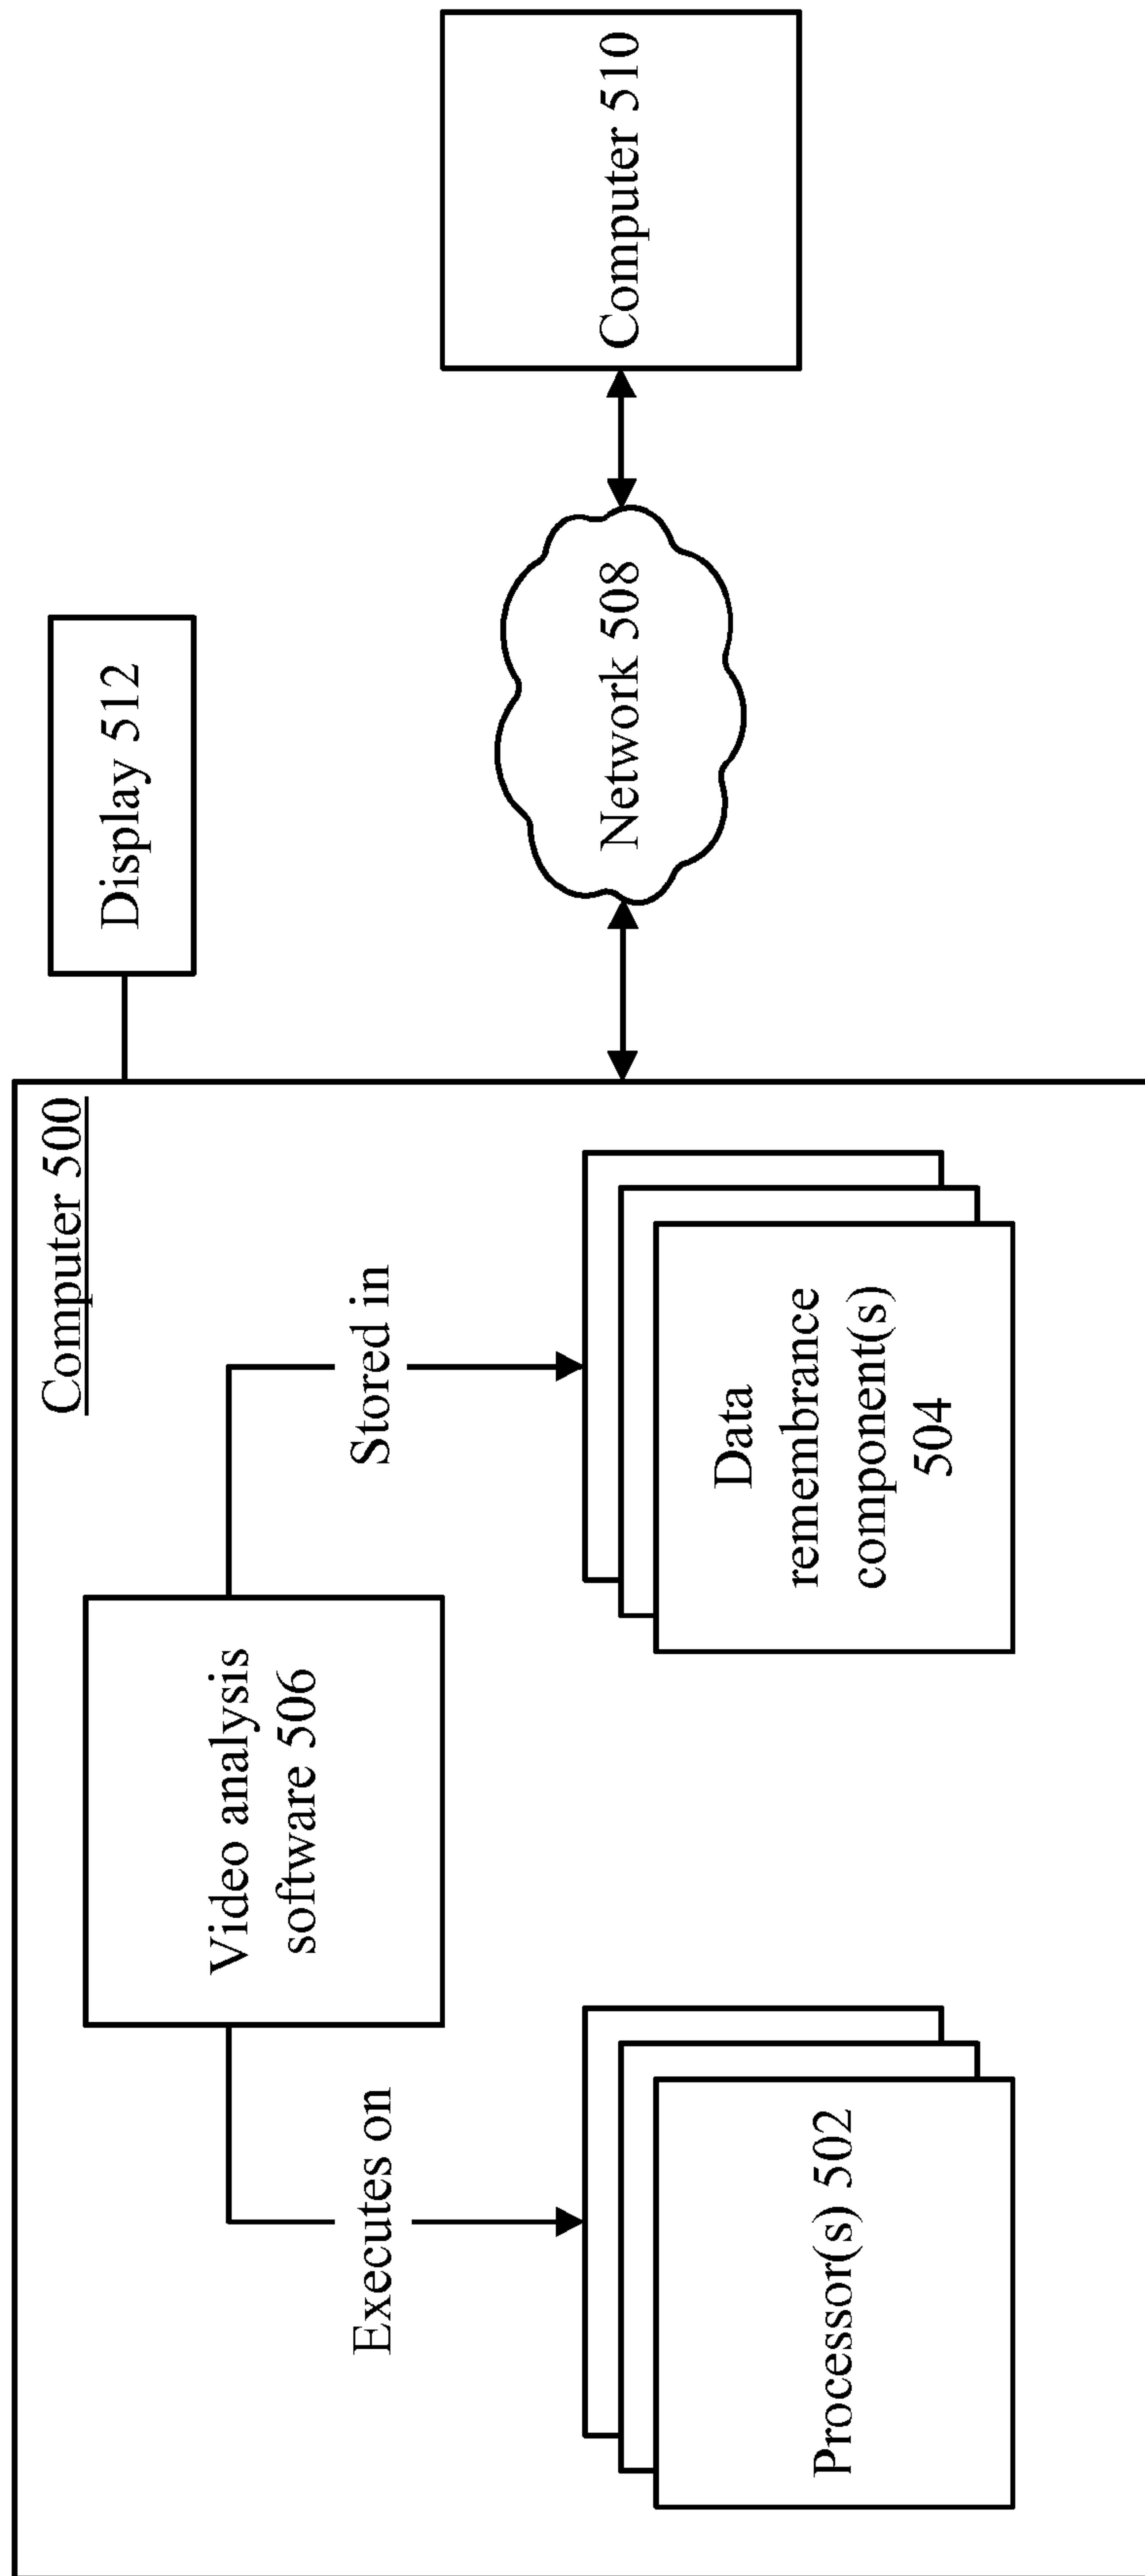 Computer 500
Video analysis
software 506
Executes on
Stored in
Processor(s) 502
Data
remembrance
component(s)
504
Display 512
Network 508
Computer 510